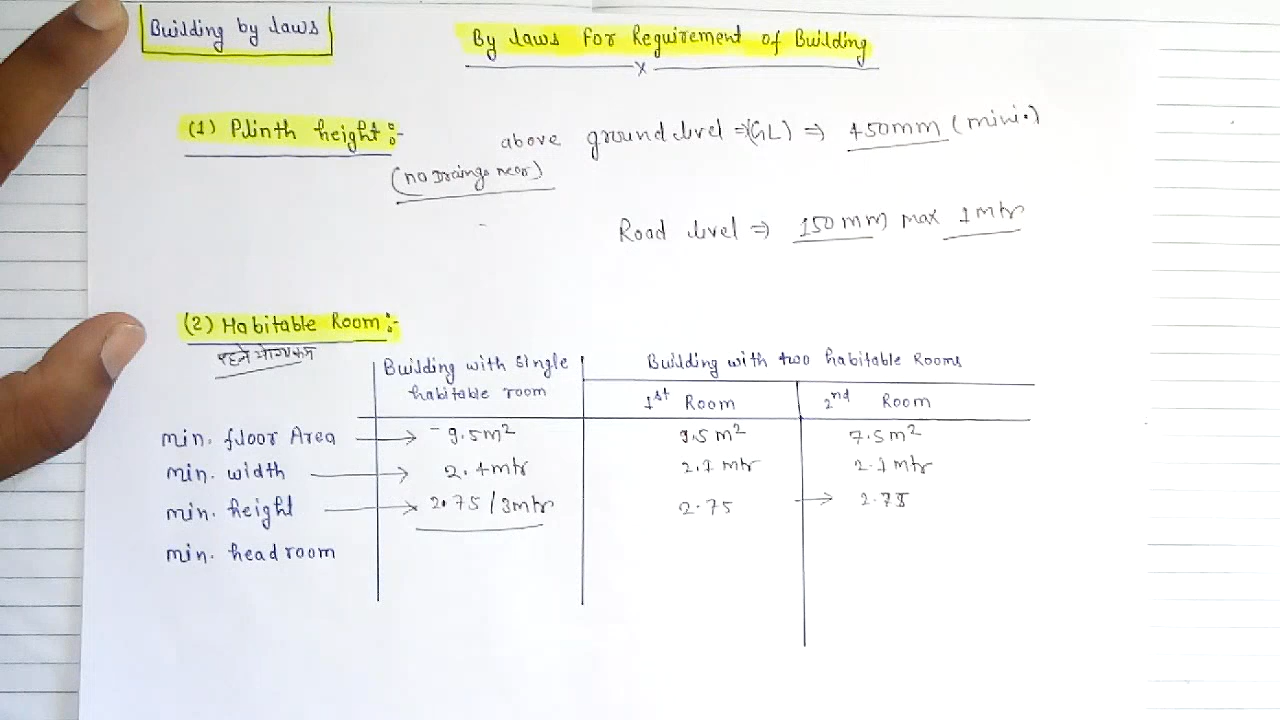 Building by laws
By laws for Requirement of Building
(1) Plinth height:-
above ground level ⇒ (GL) ⇒ 450mm (mini.)
(no Drainge near)
Road level ⇒ 150mm max 1mtr
(2) Habitable Room:-
रहने योग्य कमरा
Building with single habitable room
Building with two habitable Rooms
1st Room 2nd Room
min. floor Area → 9.5m² 9.5m² 7.5m²
min. width → 2.4mtr 2.1mtr
min. height → 2.75/3mtr 2.75 → 2.75
min. head room